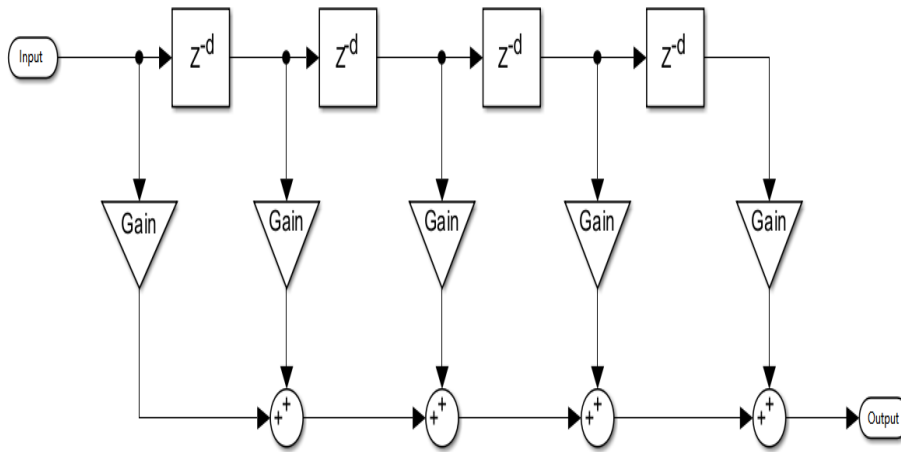 Input
z-d
z-d
z-d
z-d
Gain
Gain
Gain
Gain
Gain
++
++
++
++
Output